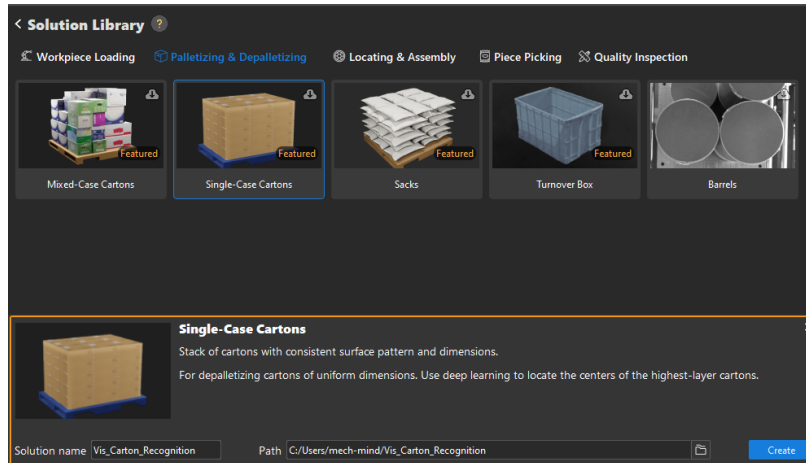 < Solution Library ?
Workpiece Loading Palletizing & Depalletizing Locating & Assembly Piece Picking Quality Inspection
Featured Featured Featured Featured
Mixed-Case Cartons Single-Case Cartons Sacks Turnover Box Barrels
Single-Case Cartons
Stack of cartons with consistent surface pattern and dimensions.
For depalletizing cartons of uniform dimensions. Use deep learning to locate the centers of the highest-layer cartons.
Solution name Vis_Carton_Recognition Path C:/Users/mech-mind/Vis_Carton_Recognition Create